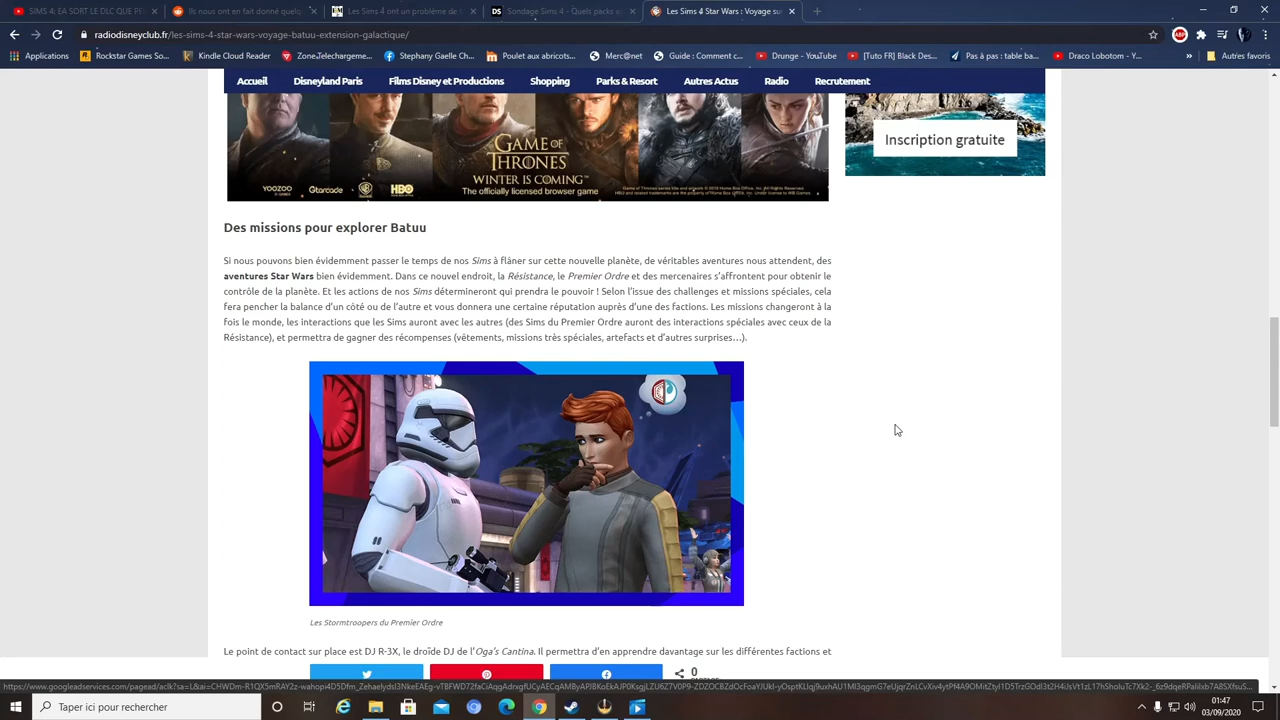 SIMS 4: EA SORT LE DLC QUE PE
Ils nous ont en fait donné un autr
Les Sims 4 ont un problème de t
Sondage Sims 4 - Quels packs d
Les Sims 4 Star Wars : Voyage su
radiodisneyclub.fr/les-sims-4-star-wars-voyage-batuu-extension-galactique/
ABP
Applications
Rockstar Games So...
Kindle Cloud Reader
Zone,Telechargeme...
Stephany Gaelle Ch...
Poulet aux abricots...
Merc@net
Guide : Comment c...
Drunge - YouTube
[Tuto FR] Black Des...
Pas à pas : table ba...
Draco Lobotom - Y...
»
Autres favoris
Accueil
Disneyland Paris
Films Disney et Productions
Shopping
Parks & Resort
Autres Actus
Radio
Recrutement
GAME OF
THRONES
WINTER IS COMING™
YOOZOO
GAMES
Gtarcade
WB
HBO
The officially licensed browser game
Inscription gratuite
Des missions pour explorer Batuu
Si nous pouvons bien évidemment passer le temps de nos Sims à flâner sur cette nouvelle planète, de véritables aventures nous attendent, des
aventures Star Wars bien évidemment. Dans ce nouvel endroit, la Résistance, le Premier Ordre et des mercenaires s'affrontent pour obtenir le
contrôle de la planète. Et les actions de nos Sims détermineront qui prendra le pouvoir ! Selon l'issue des challenges et missions spéciales, cela
fera pencher la balance d'un côté ou de l'autre et vous donnera une certaine réputation auprès d'une des factions. Les missions changeront à la
fois le monde, les interactions que les Sims auront avec les autres (des Sims du Premier Ordre auront des interactions spéciales avec ceux de la
Résistance), et permettra de gagner des récompenses (vêtements, missions très spéciales, artefacts et d'autres surprises…).
Les Stormtroopers du Premier Ordre
Le point de contact sur place est DJ R-3X, le droïde DJ de l'Oga's Cantina. Il permettra d'en apprendre davantage sur les différentes factions et
0
Taper ici pour rechercher
01:47
03/09/2020